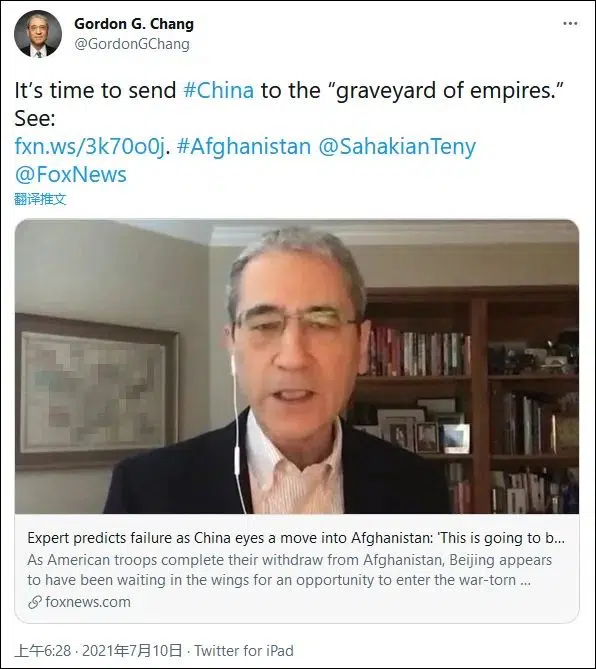 Gordon G. Chang
@GordonGChang
It's time to send #China to the “graveyard of empires.”
See:
fxn.ws/3k70o0j. #Afghanistan @SahakianTeny
@FoxNews
翻译推文
Expert predicts failure as China eyes a move into Afghanistan: 'This is going to b...
As American troops complete their withdraw from Afghanistan, Beijing appears
to have been waiting in the wings for an opportunity to enter the war-torn ...
foxnews.com
上午6:28 · 2021年7月10日 · Twitter for iPad